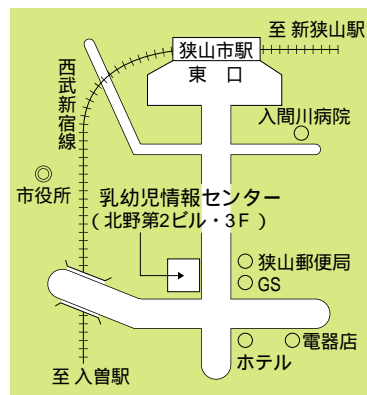 至 新狭山駅
狭山市駅
東 口
西武新宿線
入間川病院
市役所
乳幼児情報センター
（北野第2ビル・3F）
狭山郵便局
GS
電器店
ホテル
至 入曽駅